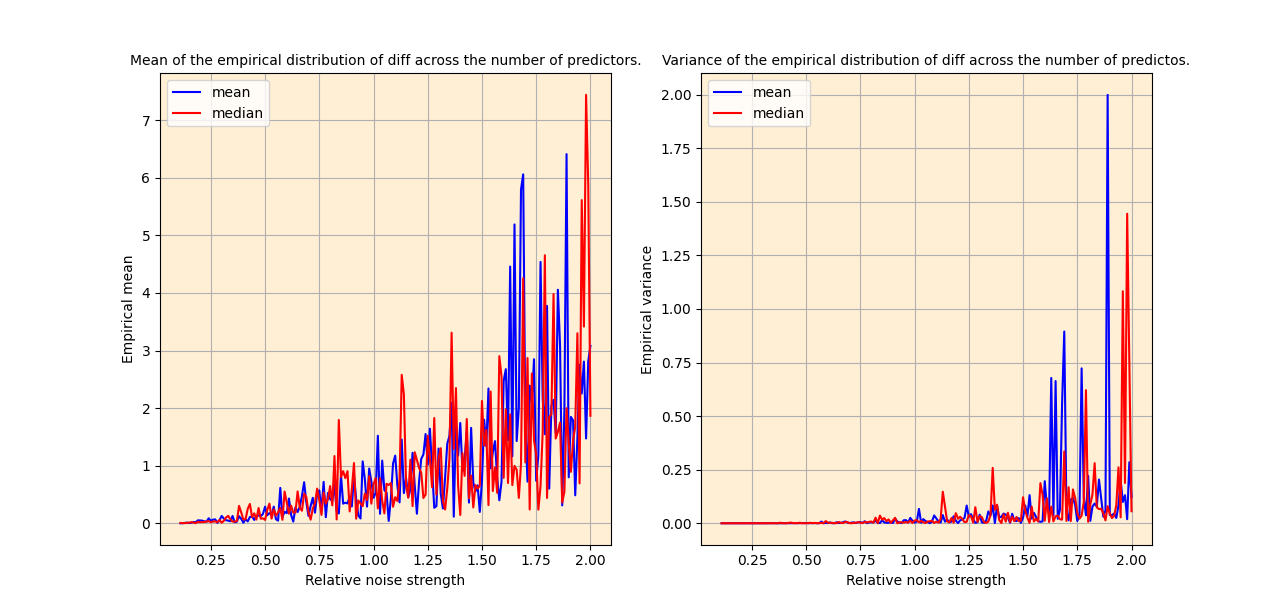 Mean of the empirical distribution of diff across the number of predictors.
mean
median
Empirical mean
7
6
5
4
3
2
1
0
0.25 0.50 0.75 1.00 1.25 1.50 1.75 2.00
Relative noise strength
Variance of the empirical distribution of diff across the number of predictos.
mean
median
Empirical variance
2.00
1.75
1.50
1.25
1.00
0.75
0.50
0.25
0.00
0.25 0.50 0.75 1.00 1.25 1.50 1.75 2.00
Relative noise strength